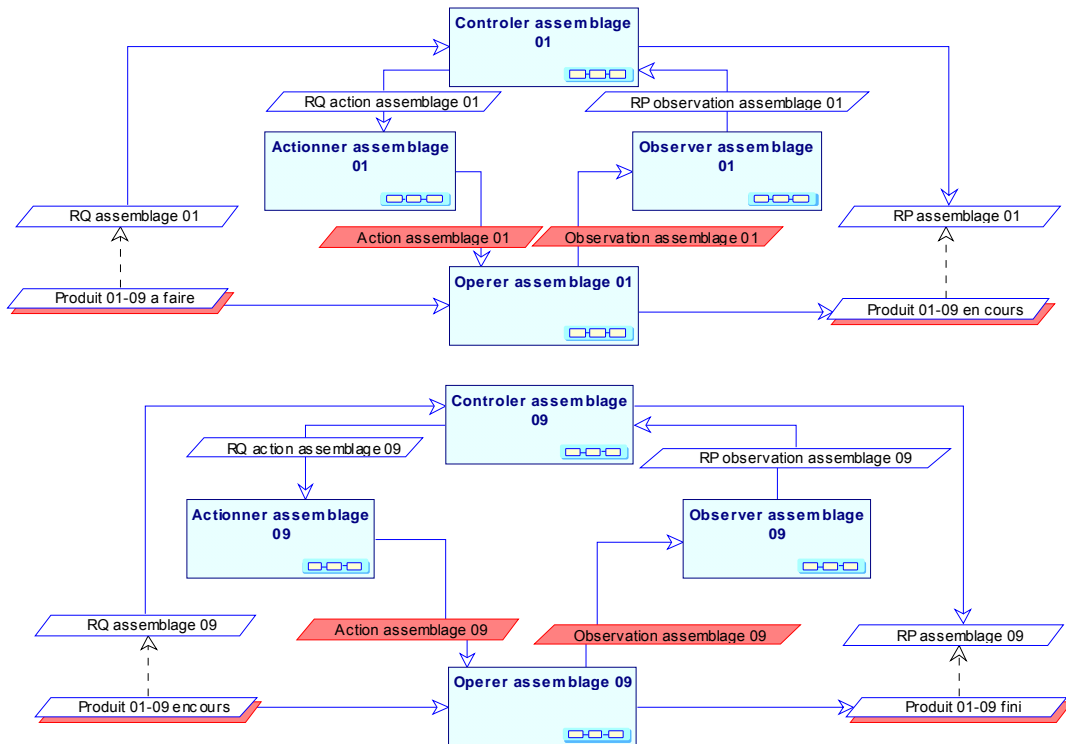 Controler assemblage
01
RQ action assemblage 01
RP observation assemblage 01
Actionner assemblage
01
Observer assemblage
01
RQ assemblage 01
RP assemblage 01
Action assemblage 01
Observation assemblage 01
Operer assemblage 01
Produit 01-09 a faire
Produit 01-09 en cours
Controler assemblage
09
RQ action assemblage 09
RP observation assemblage 09
Actionner assemblage
09
Observer assemblage
09
RQ assemblage 09
Action assemblage 09
Observation assemblage 09
RP assemblage 09
Operer assemblage 09
Produit 01-09 encours
Produit 01-09 fini